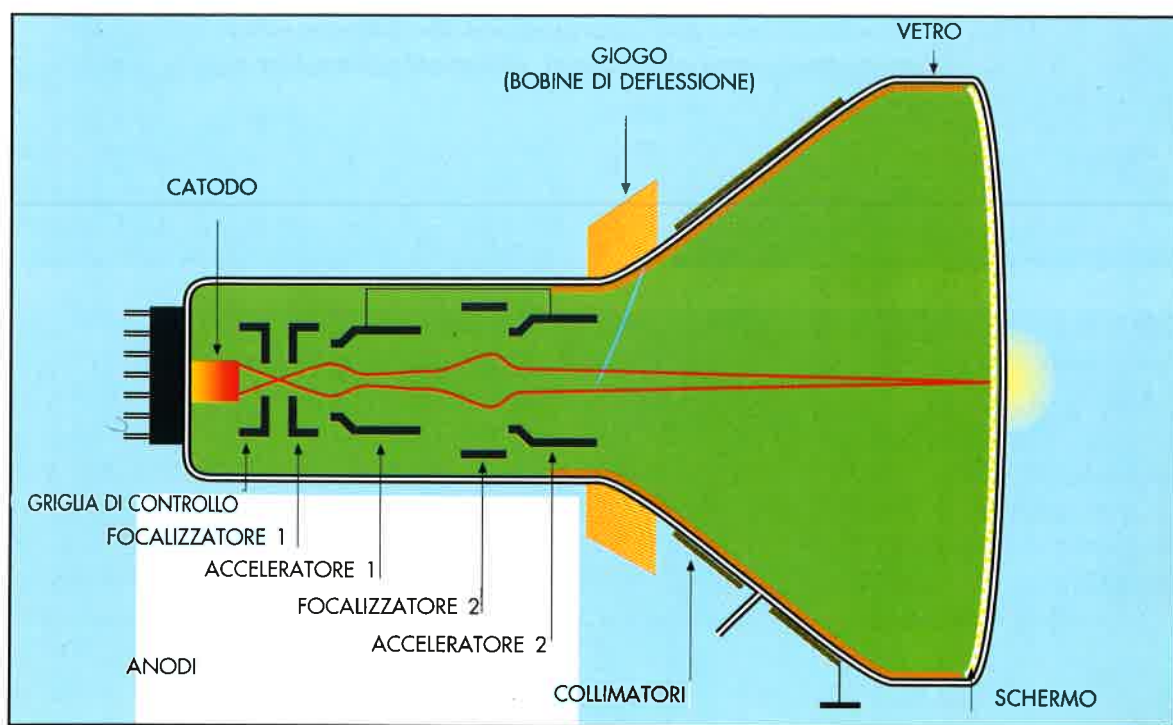 VETRO
GIOGO
(BOBINE DI DEFLESSIONE)
CATODO
GRIGLIA DI CONTROLLO
FOCALIZZATORE 1
ACCELERATORE 1
FOCALIZZATORE 2
ACCELERATORE 2
ANODI
COLLIMATORI
SCHERMO